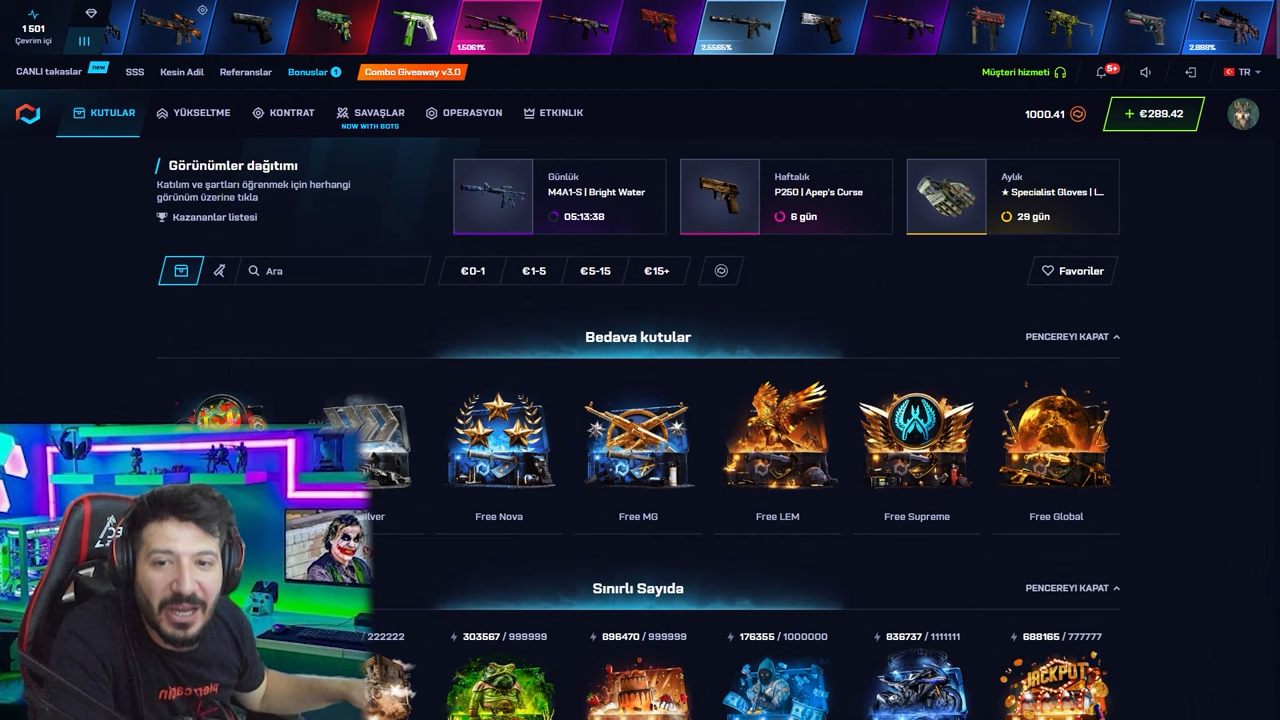 1 501
Çevrim içi
1.5061%
2.5565%
2.888%
CANLI takaslar
new
SSS
Kesin Adil
Referanslar
Bonuslar 1
Combo Giveaway v3.0
Müşteri hizmeti
5+
TR
KUTULAR
YÜKSELTME
KONTRAT
SAVAŞLAR
NOW WITH BOTS
OPERASYON
ETKINLIK
1000.41
+ €289.42
Görünümler dağıtımı
Katılım ve şartları öğrenmek için herhangi
görünüm üzerine tıkla
Kazananlar listesi
Günlük
M4A1-S | Bright Water
05:13:38
Haftalık
P250 | Apep's Curse
6 gün
Aylık
★ Specialist Gloves | L...
29 gün
Ara
€0-1
€1-5
€5-15
€15+
Favoriler
Bedava kutular
PENCEREYI KAPAT
Free Nova
Free MG
Free LEM
Free Supreme
Free Global
Sınırlı Sayıda
PENCEREYI KAPAT
/ 222222
303567 / 999999
896470 / 999999
176355 / 1000000
836737 / 1111111
688165 / 777777
JACKPOT